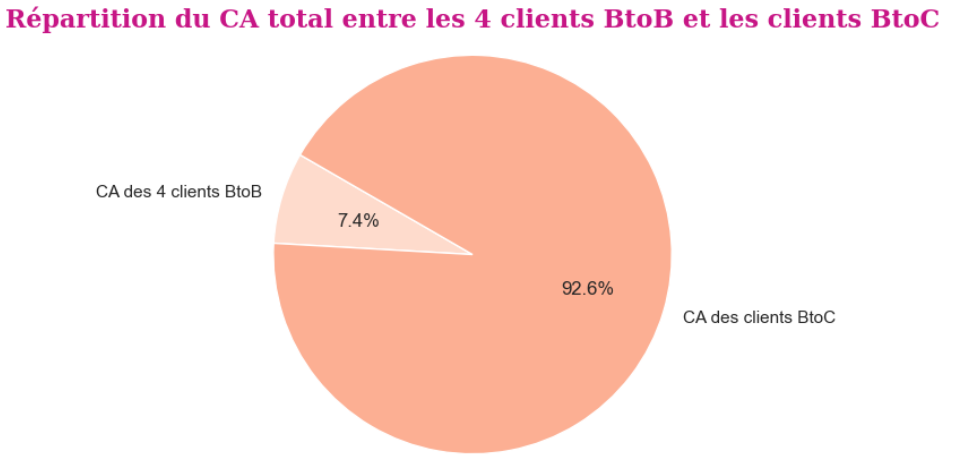 Répartition du CA total entre les 4 clients BtoB et les clients BtoC
CA des 4 clients BtoB
7.4%
92.6%
CA des clients BtoC